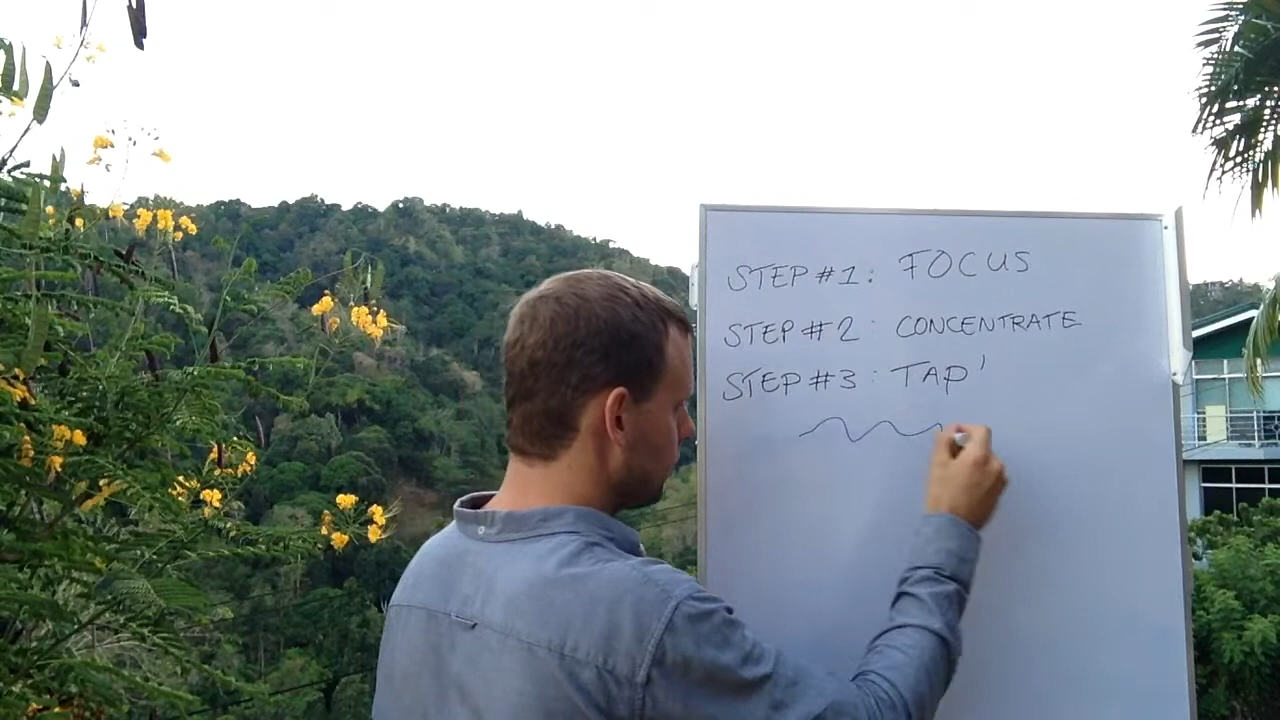 STEP #1: FOCUS
STEP #2: CONCENTRATE
STEP #3: TAP'